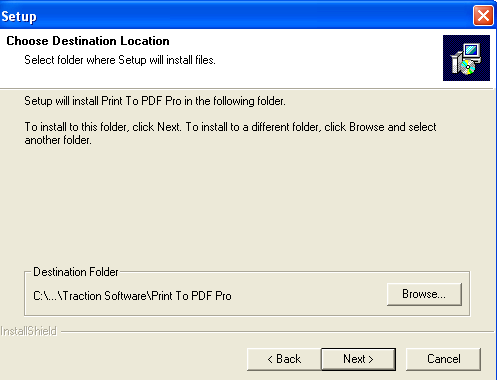 Setup
Choose Destination Location
Select folder where Setup will install files.
Setup will install Print To PDF Pro in the following folder.
To install to this folder, click Next. To install to a different folder, click Browse and select
another folder.
Destination Folder
C:\...\Traction Software\Print To PDF Pro
Browse...
InstallShield
< Back
Next >
Cancel